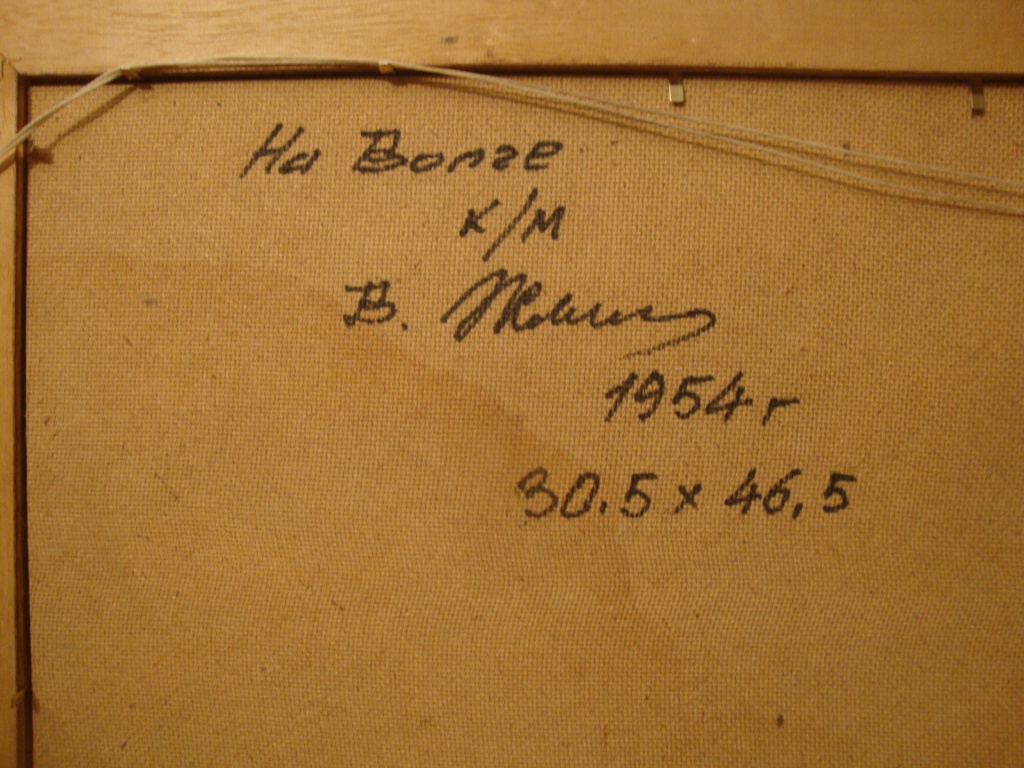 На Волге
к/м
В.
1954 г
30.5 x 46,5